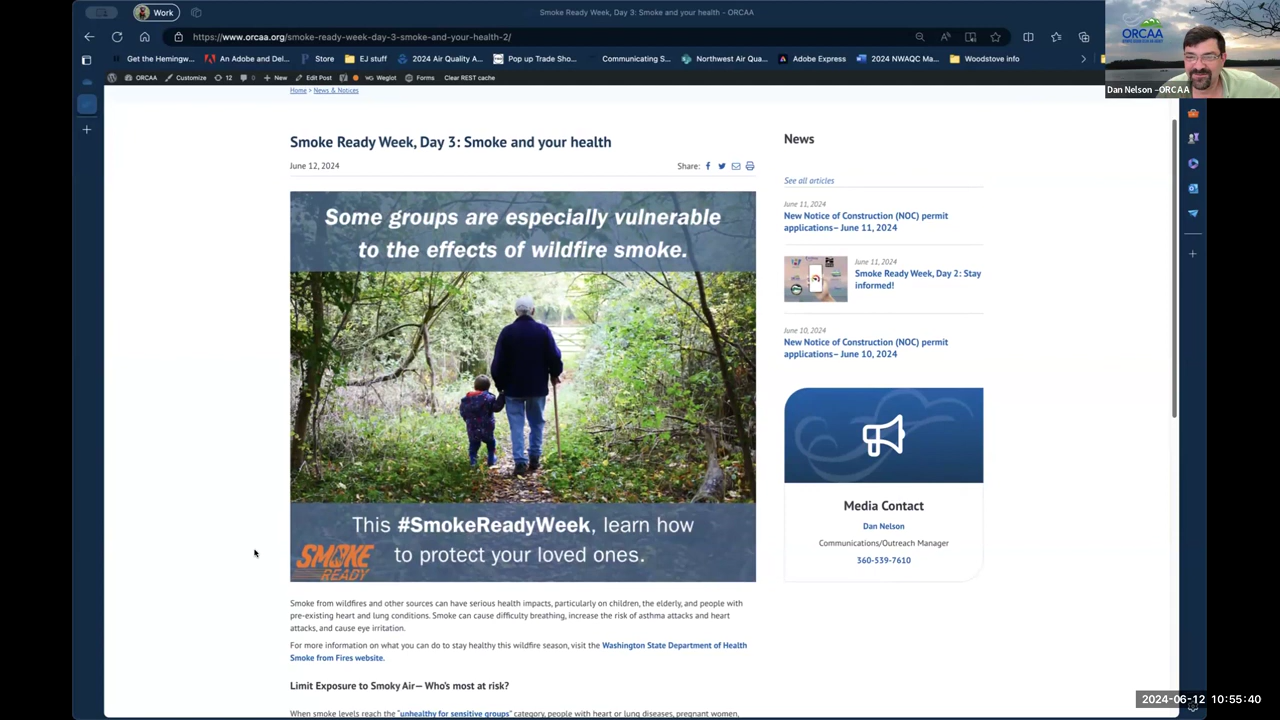 Work
Smoke Ready Week, Day 3: Smoke and your health - ORCAA
https://www.orcaa.org/smoke-ready-week-day-3-smoke-and-your-health-2/
Get the Hemingw... An Adobe and Del... Store EJ stuff 2024 Air Quality A... Pop up Trade Sho... Communicating S... Northwest Air Qua... Adobe Express 2024 NWAQC Ma... Woodstove info
ORCAA Customize 12 0 New Edit Post Weglot Forms Clear REST cache
ORCAA
Dan Nelson -ORCAA
Home > News & Notices
Smoke Ready Week, Day 3: Smoke and your health
June 12, 2024
Share:
Some groups are especially vulnerable
to the effects of wildfire smoke.
This #SmokeReadyWeek, learn how
to protect your loved ones.
SMOKE
READY
Smoke from wildfires and other sources can have serious health impacts, particularly on children, the elderly, and people with
pre-existing heart and lung conditions. Smoke can cause difficulty breathing, increase the risk of asthma attacks and heart
attacks, and cause eye irritation.
For more information on what you can do to stay healthy this wildfire season, visit the Washington State Department of Health
Smoke from Fires website.
Limit Exposure to Smoky Air— Who's most at risk?
When smoke levels reach the "unhealthy for sensitive groups" category, people with heart or lung diseases, pregnant women,
News
See all articles
June 11, 2024
New Notice of Construction (NOC) permit
applications– June 11, 2024
June 11, 2024
Smoke Ready Week, Day 2: Stay
informed!
June 10, 2024
New Notice of Construction (NOC) permit
applications– June 10, 2024
Media Contact
Dan Nelson
Communications/Outreach Manager
360-539-7610
2024-06-12 10:55:40